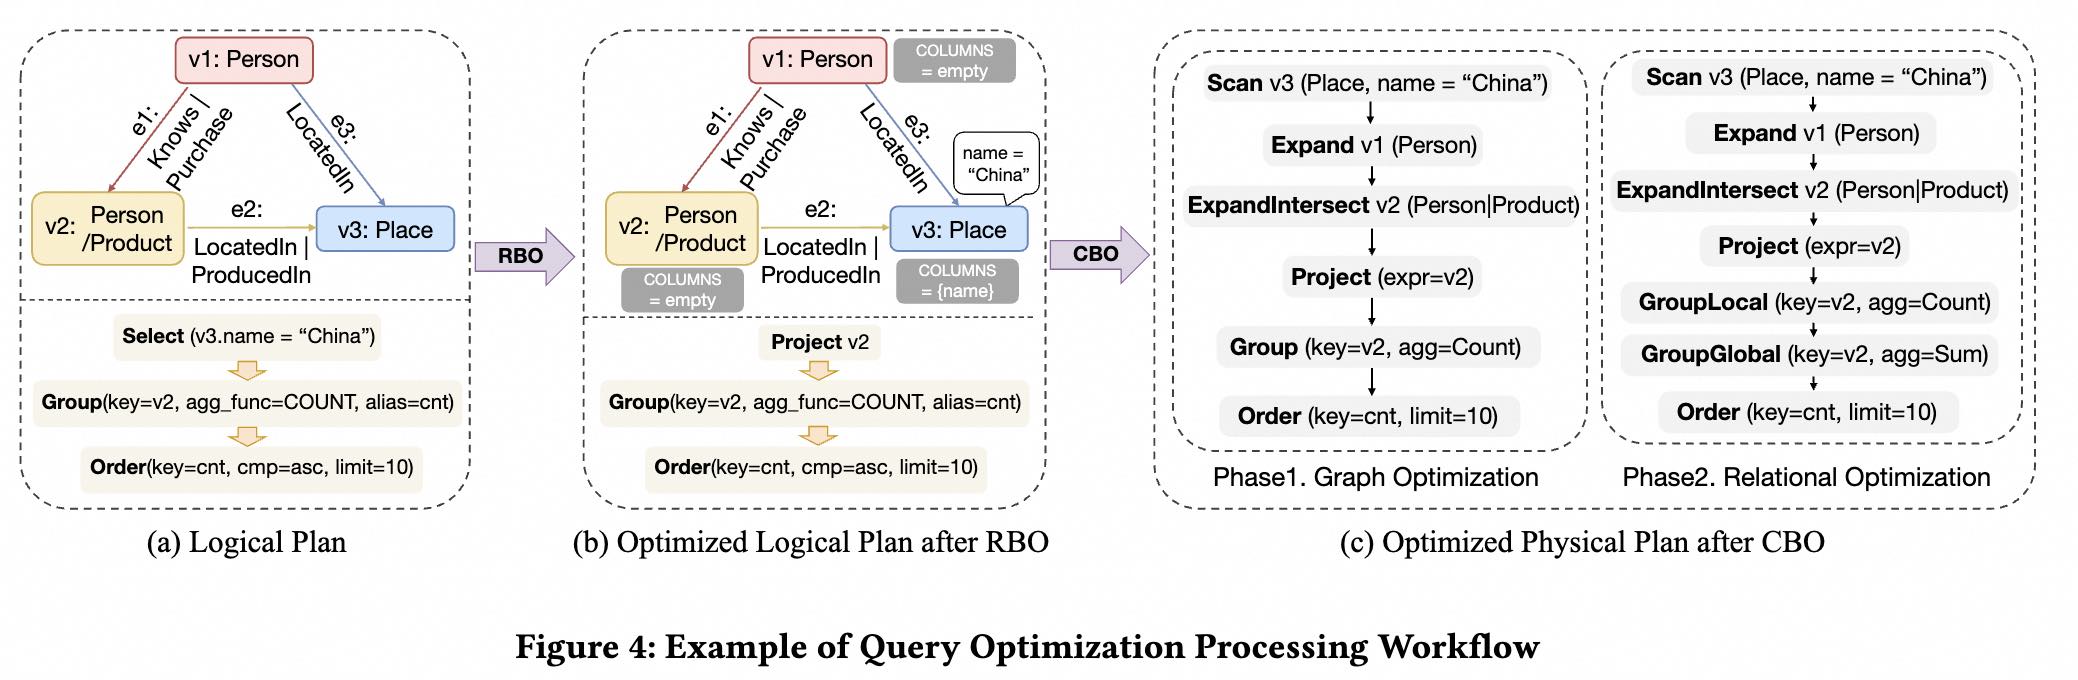 v1: Person
e1:
Knows |
Purchase
e3:
LocatedIn
v2: Person
/Product
e2:
LocatedIn |
ProducedIn
v3: Place
Select (v3.name = “China”)
Group(key=v2, agg_func=COUNT, alias=cnt)
Order(key=cnt, cmp=asc, limit=10)
(a) Logical Plan
RBO
v1: Person
COLUMNS
= empty
e1:
Knows |
Purchase
e3:
LocatedIn
name =
“China”
v2: Person
/Product
e2:
LocatedIn |
ProducedIn
v3: Place
COLUMNS
= empty
COLUMNS
= {name}
Project v2
Group(key=v2, agg_func=COUNT, alias=cnt)
Order(key=cnt, cmp=asc, limit=10)
(b) Optimized Logical Plan after RBO
CBO
Scan v3 (Place, name = “China”)
Expand v1 (Person)
ExpandIntersect v2 (Person|Product)
Project (expr=v2)
Group (key=v2, agg=Count)
Order (key=cnt, limit=10)
Phase1. Graph Optimization
Scan v3 (Place, name = “China”)
Expand v1 (Person)
ExpandIntersect v2 (Person|Product)
Project (expr=v2)
GroupLocal (key=v2, agg=Count)
GroupGlobal (key=v2, agg=Sum)
Order (key=cnt, limit=10)
Phase2. Relational Optimization
(c) Optimized Physical Plan after CBO
Figure 4: Example of Query Optimization Processing Workflow